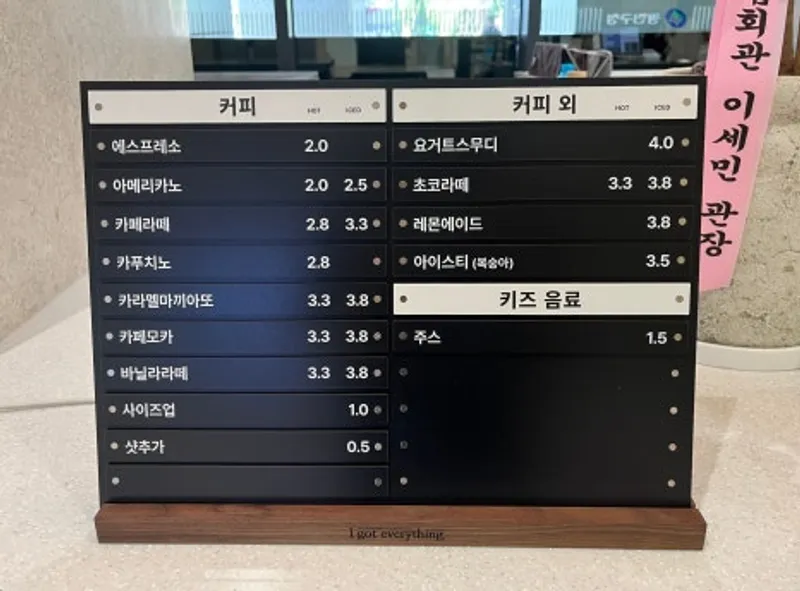 커피 HOT ICED
에스프레소 2.0
아메리카노 2.0 2.5
카페라떼 2.8 3.3
카푸치노 2.8
카라멜마끼아또 3.3 3.8
카페모카 3.3 3.8
바닐라라떼 3.3 3.8
사이즈업 1.0
샷추가 0.5
커피 외 HOT ICED
요거트스무디 4.0
초코라떼 3.3 3.8
레몬에이드 3.8
아이스티 (복숭아) 3.5
키즈 음료
주스 1.5
I got everything.
회관 이세민 관장